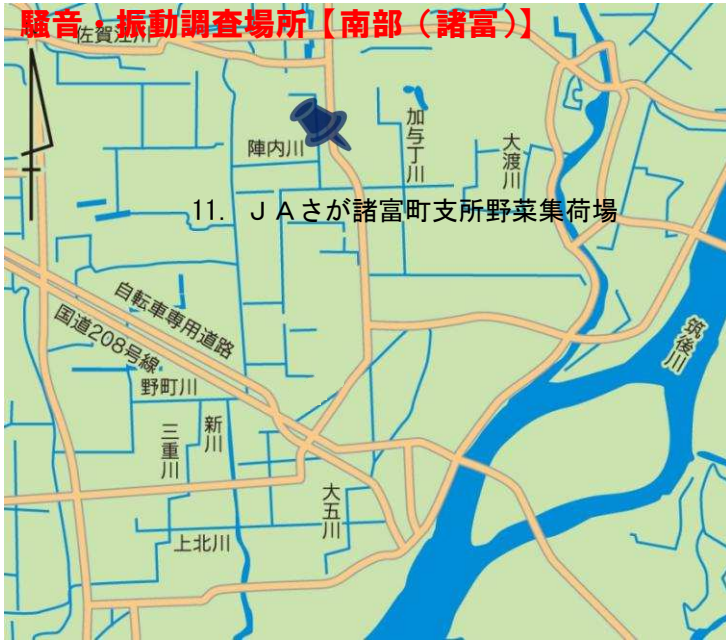 騒音・振動調査場所【南部（諸富）】
佐賀江川
陣内川
加与丁川
大渡川
11. ＪＡさが諸富町支所野菜集荷場
自転車専用道路
国道208号線
筑後川
野町川
新川
三重川
大五川
上北川